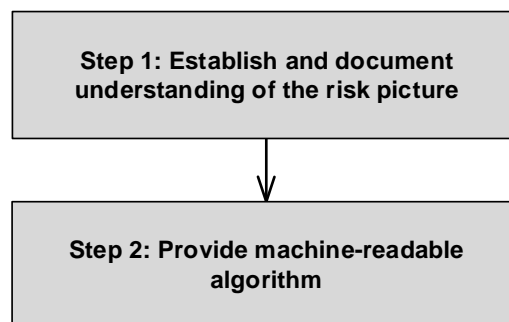 Step 1: Establish and document
understanding of the risk picture
Step 2: Provide machine-readable
algorithm